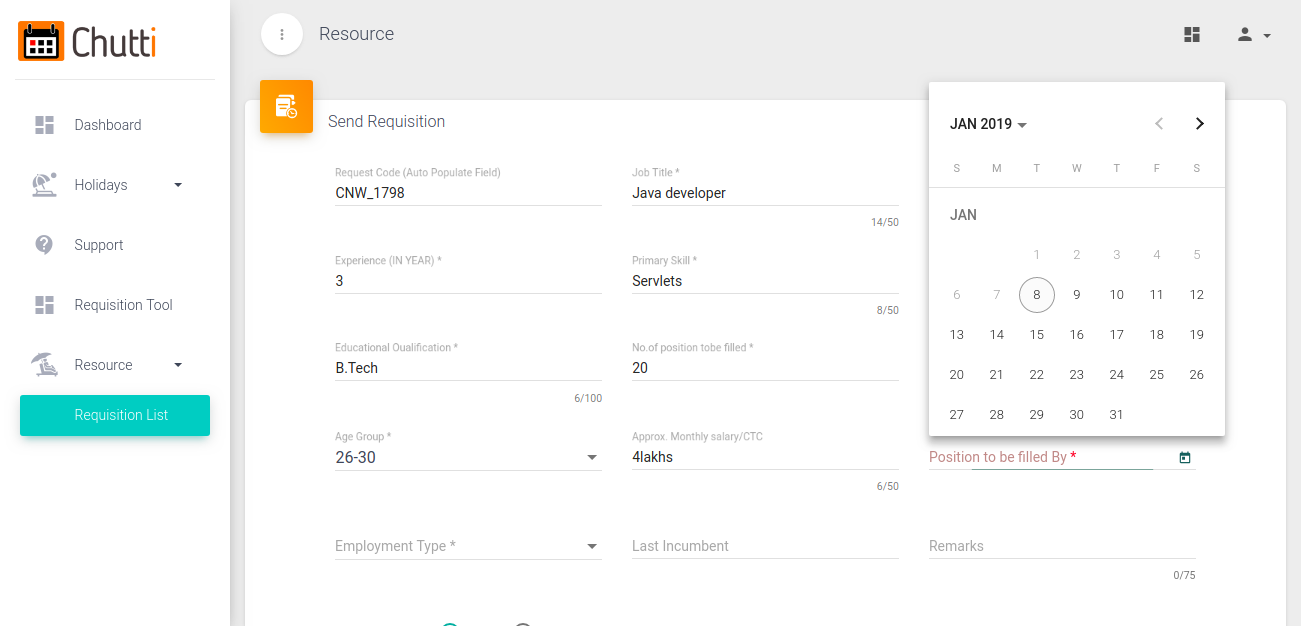 Chutti
Resource
Dashboard
Holidays
Support
Requisition Tool
Resource
Requisition List
Send Requisition
Request Code (Auto Populate Field)
CNW_1798
Job Title *
Java developer
14/50
Experience (IN YEAR) *
3
Primary Skill *
Servlets
8/50
Educational Oualification *
B.Tech
6/100
No.of position tobe filled *
20
Age Group *
26-30
Approx. Monthly salary/CTC
4lakhs
6/50
JAN 2019
S M T W T F S
JAN
1 2 3 4 5
6 7 8 9 10 11 12
13 14 15 16 17 18 19
20 21 22 23 24 25 26
27 28 29 30 31
Position to be filled By *
Employment Type *
Last Incumbent
Remarks
0/75